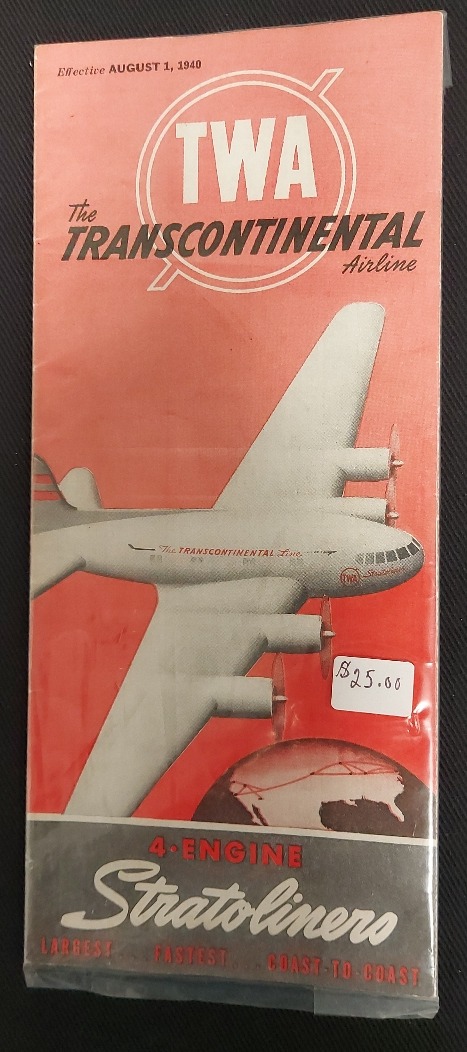 Effective AUGUST 1, 1940
TWA
The
TRANSCONTINENTAL
Airline
The TRANSCONTINENTAL Line
TWA Stratoliner
$25.00
4-ENGINE
Stratoliners
LARGEST... FASTEST... COAST-TO-COAST